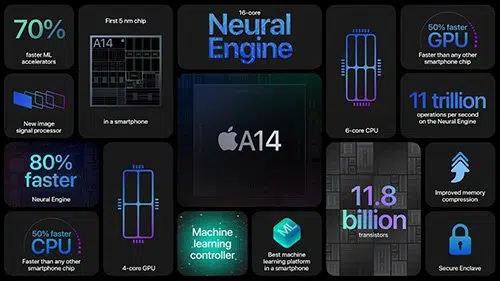 70%
faster ML
accelerators
First 5 nm chip
A14
in a smartphone
16-core
Neural
Engine
6-core CPU
50% faster
GPU
Faster than any other
smartphone chip
New image
signal processor
A14
11 trillion
operations per second
on the Neural Engine
80%
faster
Neural Engine
4-core GPU
11.8
billion
transistors
Improved memory
compression
50% faster
CPU
Faster than any other
smartphone chip
Machine
learning
controller
ML
Best machine
learning platform
in a smartphone
Secure Enclave